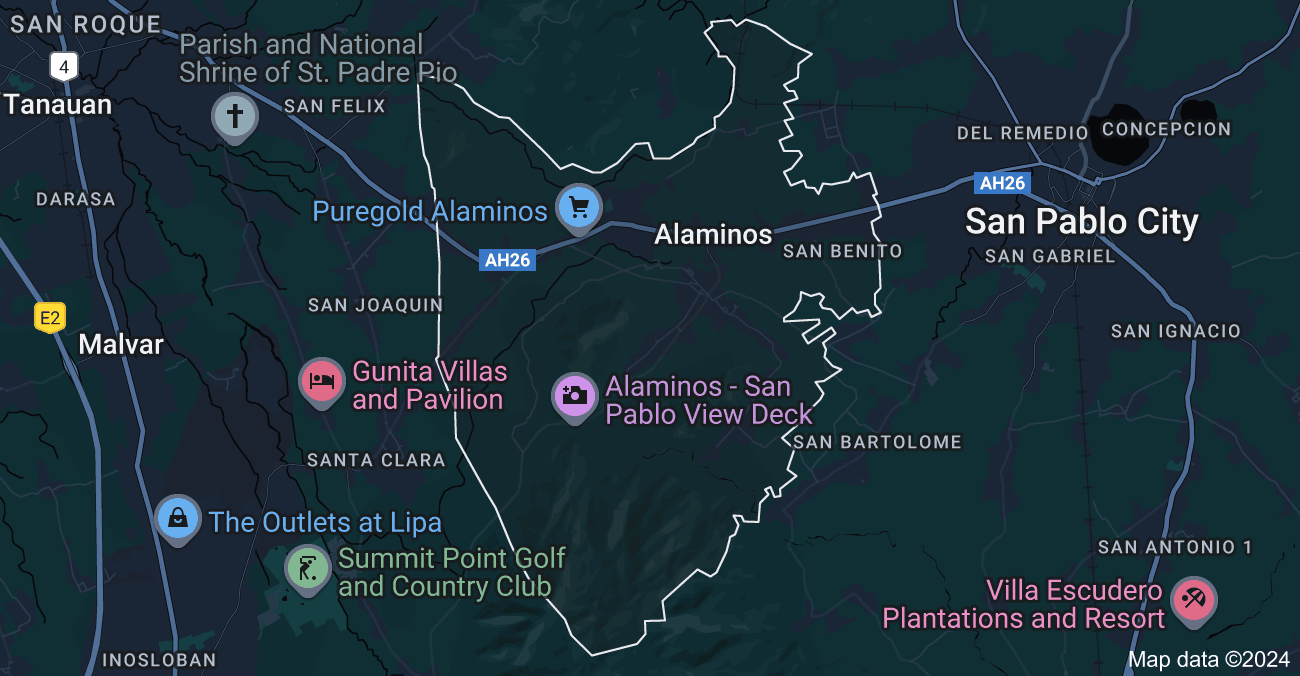 SAN ROQUE
4
Tanauan
Parish and National
Shrine of St. Padre Pio
SAN FELIX
DEL REMEDIO
CONCEPCION
DARASA
AH26
Puregold Alaminos
Alaminos
San Pablo City
SAN BENITO
SAN GABRIEL
AH26
SAN JOAQUIN
E2
Malvar
SAN IGNACIO
Gunita Villas
and Pavilion
Alaminos - San
Pablo View Deck
SAN BARTOLOME
SANTA CLARA
The Outlets at Lipa
SAN ANTONIO 1
Summit Point Golf
and Country Club
Villa Escudero
Plantations and Resort
INOSLOBAN
Map data ©2024